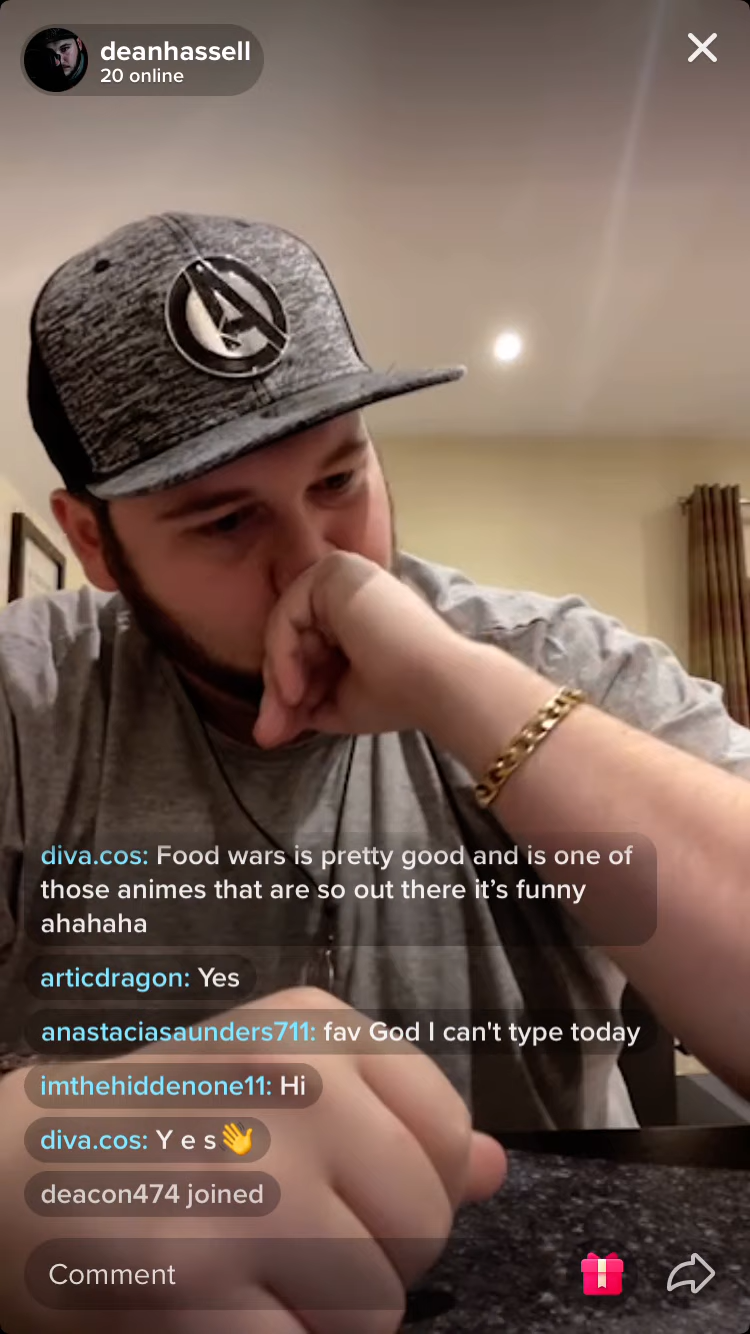 deanhassell
20 online
diva.cos: Food wars is pretty good and is one of
those animes that are so out there it’s funny
ahahaha
articdragon: Yes
anastaciasaunders711: fav God I can't type today
imthehiddenone11: Hi
diva.cos: Y e s👋
deacon474 joined
Comment